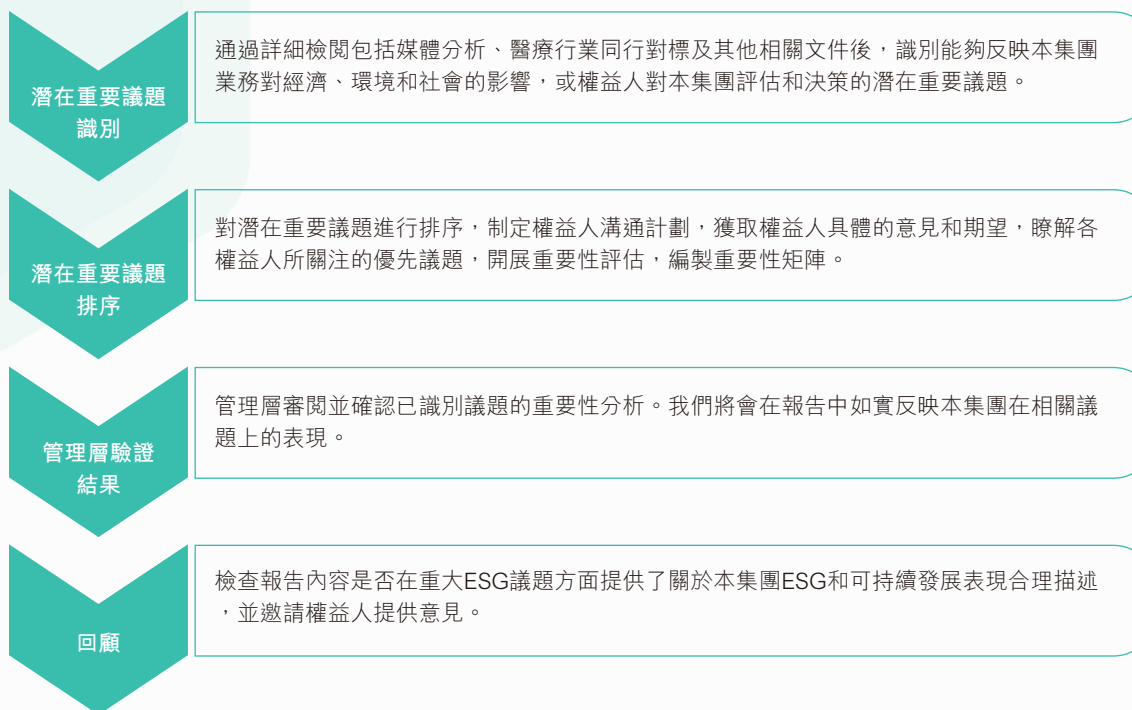 潛在重要議題
識別
通過詳細檢閱包括媒體分析、醫療行業同行對標及其他相關文件後，識別能夠反映本集團
業務對經濟、環境和社會的影響，或權益人對本集團評估和決策的潛在重要議題。
潛在重要議題
排序
對潛在重要議題進行排序，制定權益人溝通計劃，獲取權益人具體的意見和期望，瞭解各
權益人所關注的優先議題，開展重要性評估，編製重要性矩陣。
管理層驗證
結果
管理層審閱並確認已識別議題的重要性分析。我們將會在報告中如實反映本集團在相關議
題上的表現。
回顧
檢查報告內容是否在重大ESG議題方面提供了關於本集團ESG和可持續發展表現合理描述
，並邀請權益人提供意見。